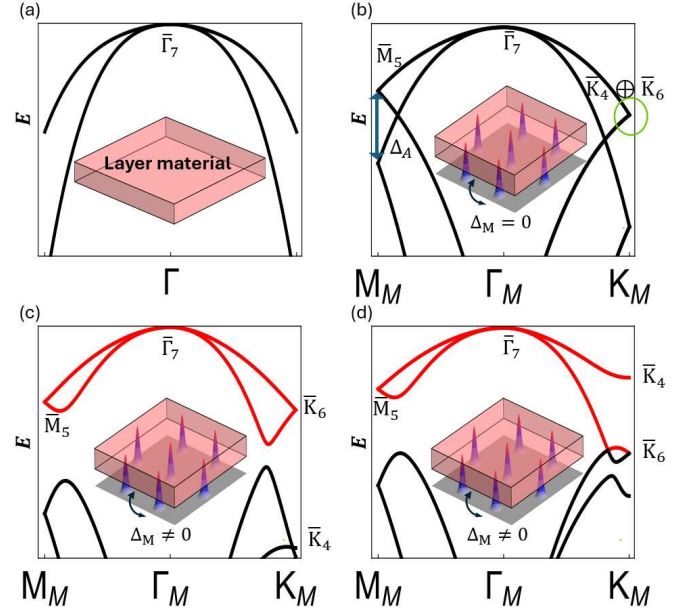 (a)
Γ̅₇
E
Layer material
Γ
(b)
Γ̅₇
M̅₅
K̅₄ ⊕ K̅₆
E
Δ_A
Δ_M = 0
M_M
Γ_M
K_M
(c)
Γ̅₇
E
M̅₅
K̅₆
Δ_M ≠ 0
K̅₄
M_M
Γ_M
K_M
(d)
Γ̅₇
E
M̅₅
K̅₄
K̅₆
Δ_M ≠ 0
M_M
Γ_M
K_M